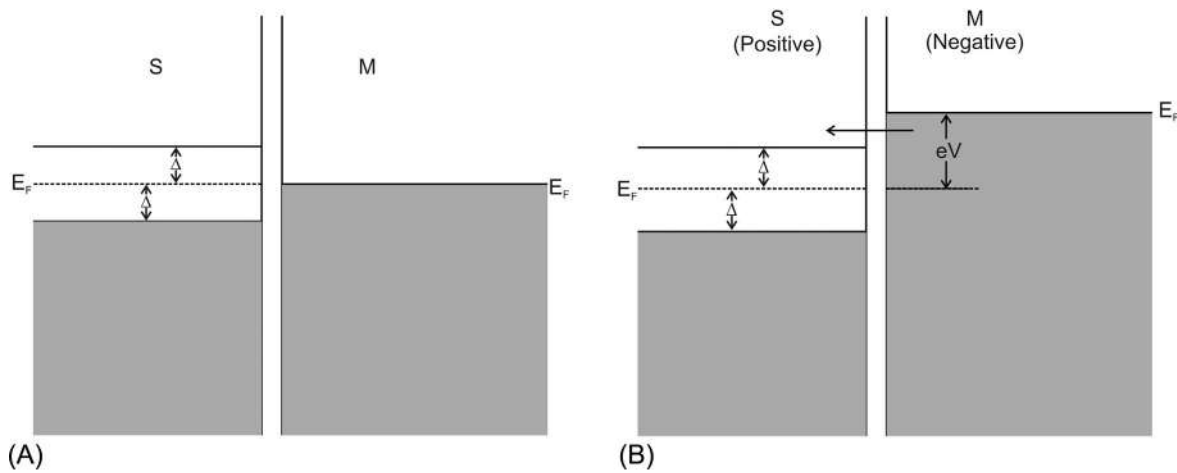 S
M
Δ
E_F
Δ
E_F
(A)
S
(Positive)
M
(Negative)
E_F
eV
Δ
E_F
Δ
(B)